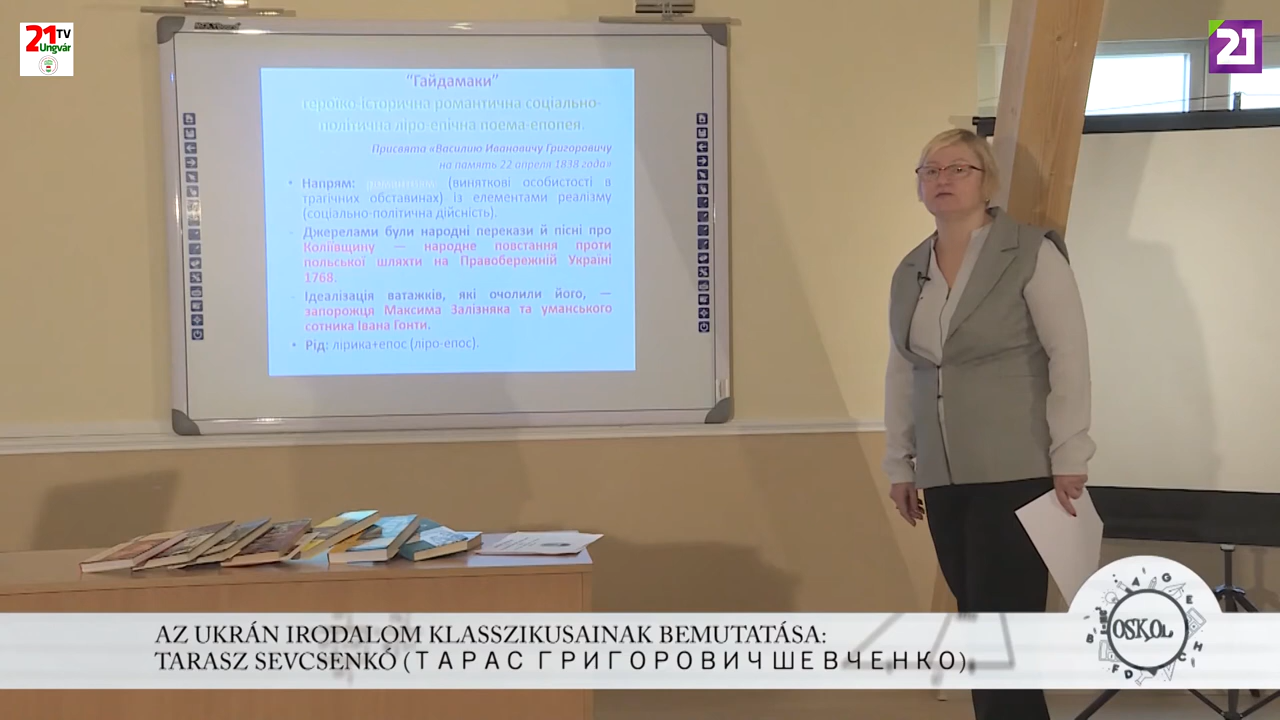 21 TV
Ungvár
21
"Гайдамаки"
героїко-історична романтична соціально-
політична ліро-епічна поема-епопея.
Присвята «Василию Ивановичу Григоровичу
на память 22 апреля 1838 года»
• Напрям: романтизм (виняткові особистості в
трагічних обставинах) із елементами реалізму
(соціально-політична дійсність).
Джерелами були народні перекази й пісні про
Коліївщину — народне повстання проти
польської шляхти на Правобережній Україні
1768.
Ідеалізація ватажків, які очолили його, —
запорожця Максима Залізняка та уманського
сотника Івана Гонти.
• Рід: лірика+епос (ліро-епос).
AZ UKRÁN IRODALOM KLASSZIKUSAINAK BEMUTATÁSA:
TARASZ SEVCSENKÓ (ТАРАС ГРИГОРОВИЧ ШЕВЧЕНКО)
OSKOL